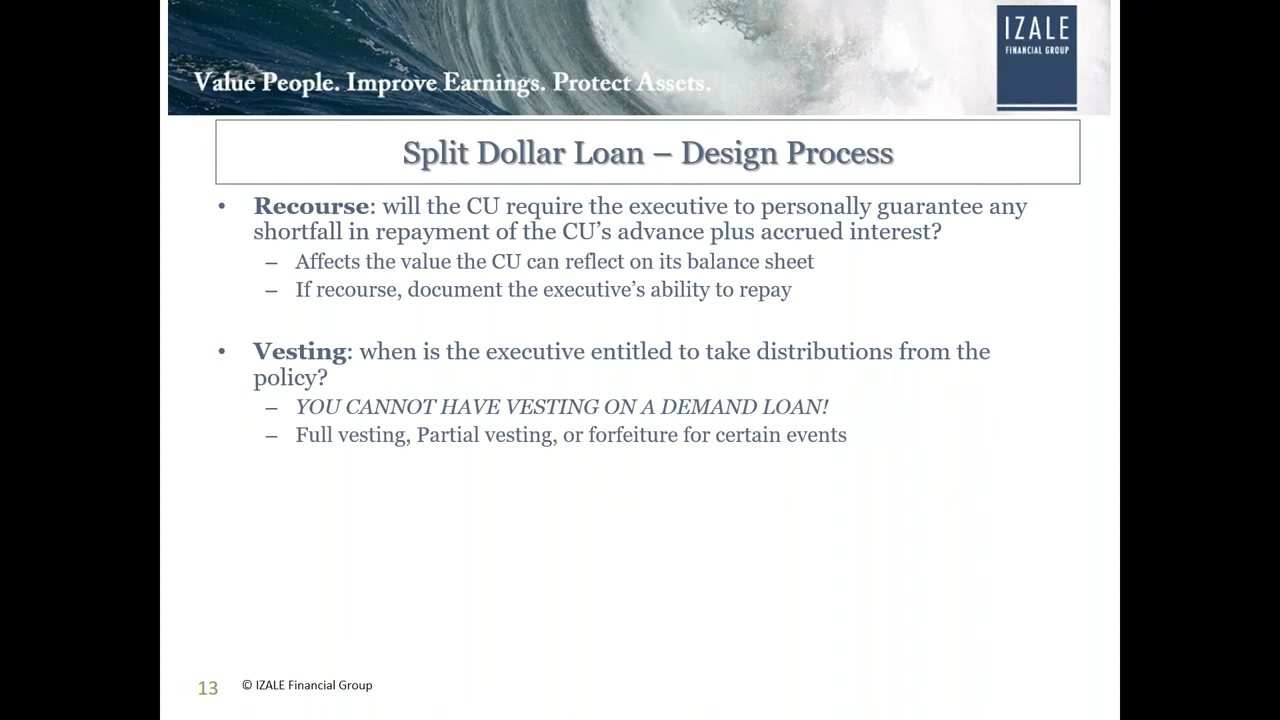 Value People. Improve Earnings. Protect Assets.
IZALE
FINANCIAL GROUP
Split Dollar Loan – Design Process
• Recourse: will the CU require the executive to personally guarantee any
shortfall in repayment of the CU’s advance plus accrued interest?
– Affects the value the CU can reflect on its balance sheet
– If recourse, document the executive’s ability to repay
• Vesting: when is the executive entitled to take distributions from the
policy?
– YOU CANNOT HAVE VESTING ON A DEMAND LOAN!
– Full vesting, Partial vesting, or forfeiture for certain events
13
© IZALE Financial Group